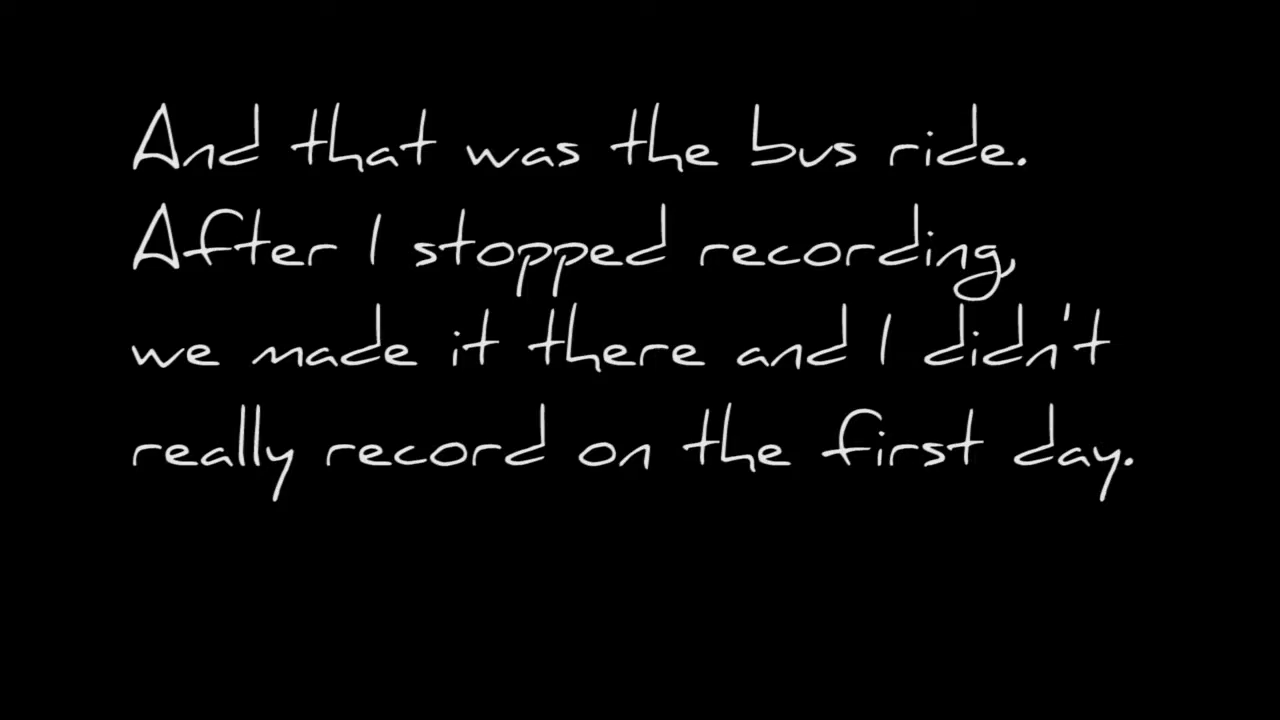 And that was the bus ride.
After I stopped recording,
we made it there and I didn't
really record on the first day.